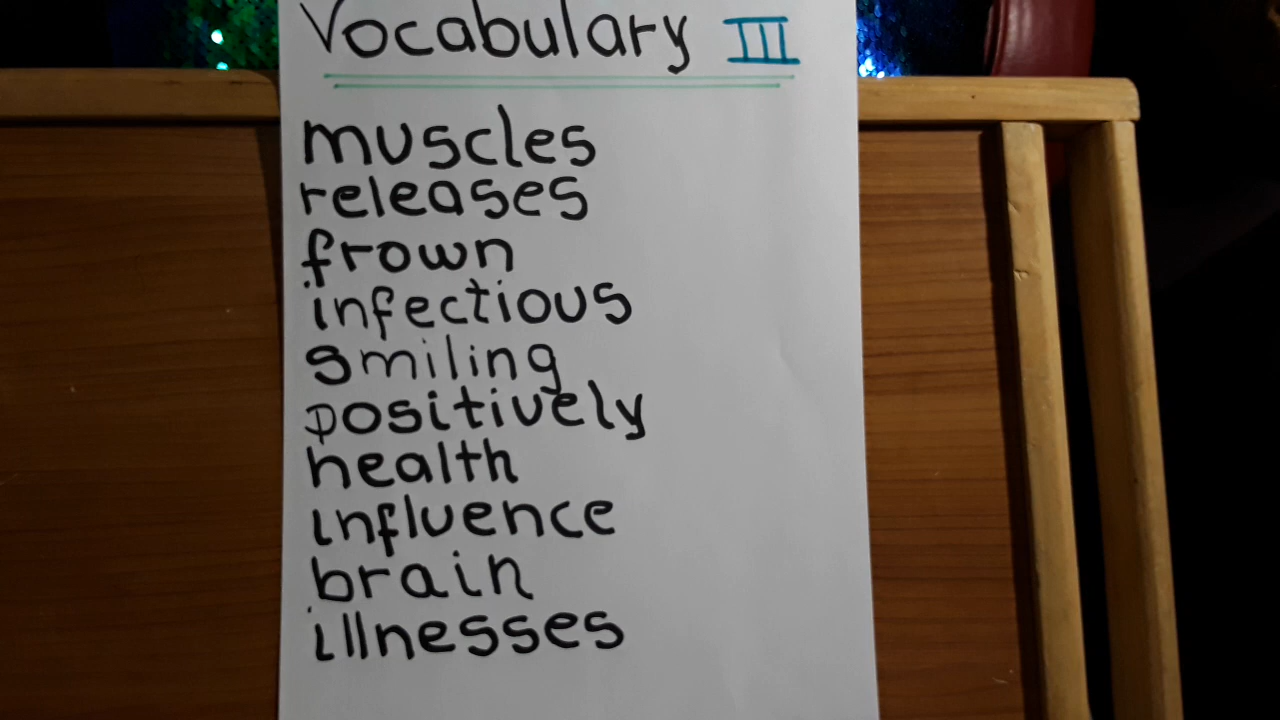 Vocabulary III
muscles
releases
frown
infectious
smiling
positively
health
influence
brain
illnesses